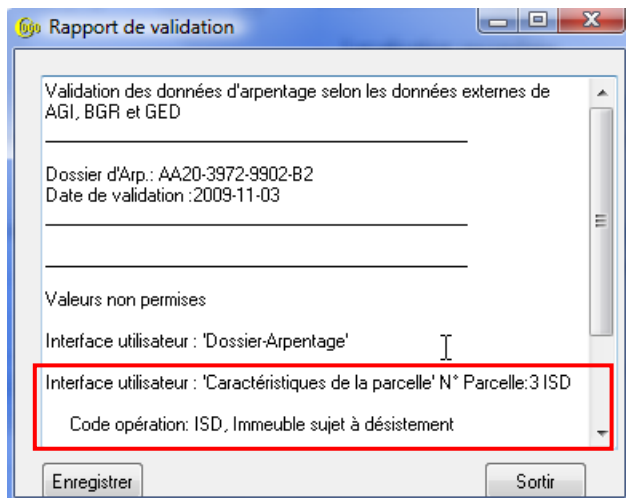 Rapport de validation
Validation des données d'arpentage selon les données externes de
AGI, BGR et GED
Dossier d'Arp.: AA20-3972-9902-B2
Date de validation :2009-11-03
Valeurs non permises
Interface utilisateur : 'Dossier-Arpentage'
Interface utilisateur : 'Caractéristiques de la parcelle' N° Parcelle:3 ISD
Code opération: ISD, Immeuble sujet à désistement
Enregistrer
Sortir